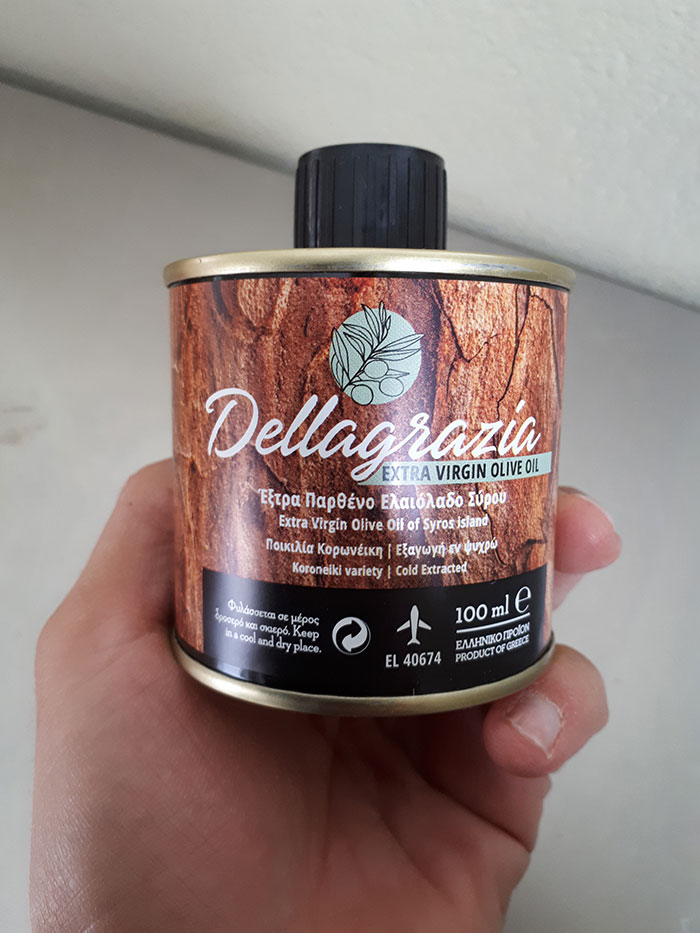 Dellagrazía
EXTRA VIRGIN OLIVE OIL
Έξτρα Παρθένο Ελαιόλαδο Σύρου
Extra Virgin Olive Oil of Syros island
Ποικιλία Κορωνέικη | Εξαγωγή εν ψυχρώ
Koroneiki variety | Cold Extracted
Φυλάσσεται σε μέρος
δροσερό και σκιερό. Keep
in a cool and dry place.
EL 40674
100 ml e
ΕΛΛΗΝΙΚΟ ΠΡΟΪΟΝ
PRODUCT OF GREECE